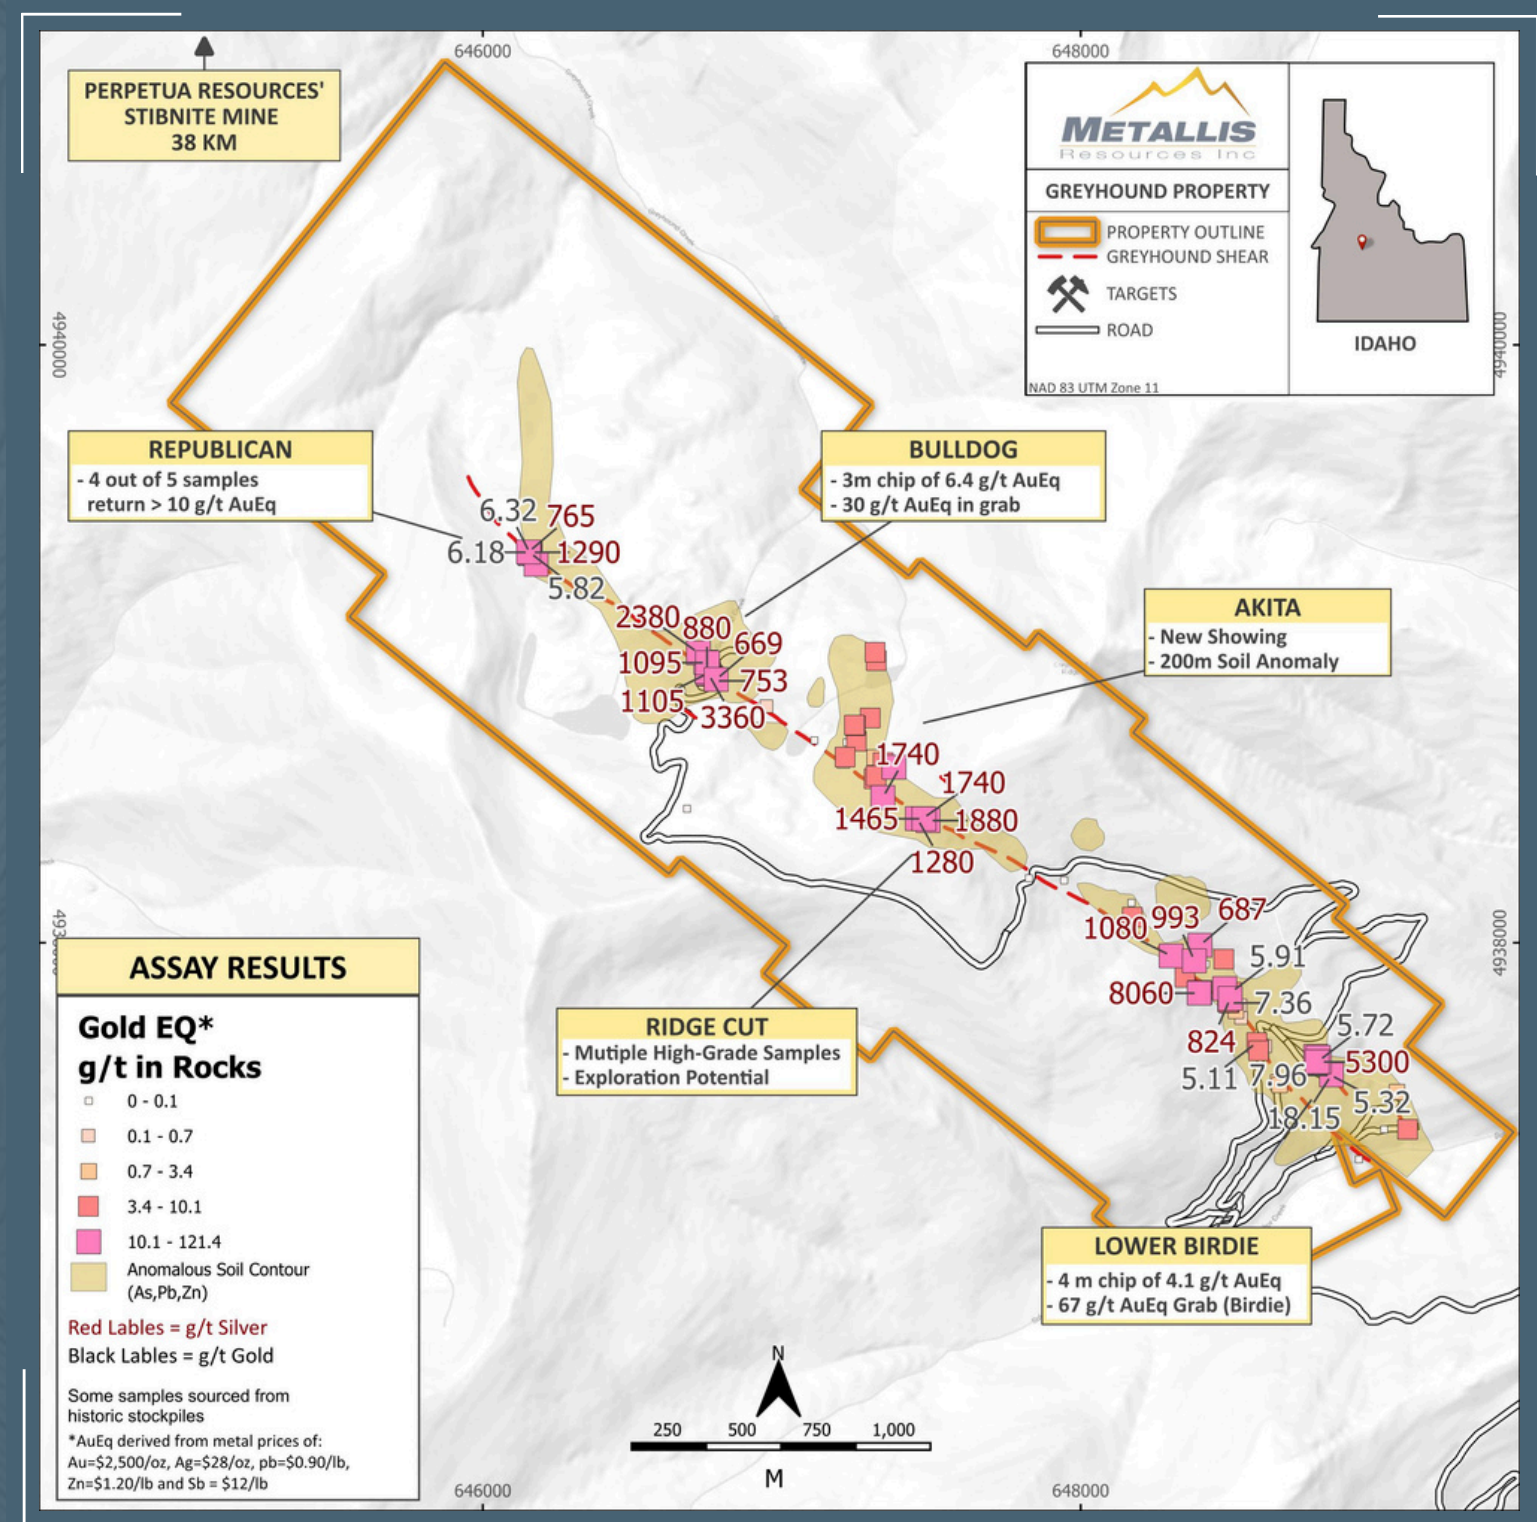 646000
648000
PERPETUA RESOURCES'
STIBNITE MINE
38 KM
METALLIS
Resources Inc
GREYHOUND PROPERTY
PROPERTY OUTLINE
GREYHOUND SHEAR
TARGETS
ROAD
NAD 83 UTM Zone 11
IDAHO
Greyhound Creek
Greyhound Creek
4940000
4940000
REPUBLICAN
- 4 out of 5 samples
return > 10 g/t AuEq
BULLDOG
- 3m chip of 6.4 g/t AuEq
- 30 g/t AuEq in grab
6.32
765
6.18
1290
5.82
AKITA
- New Showing
- 200m Soil Anomaly
2380
880
669
1095
753
1105
3360
1740
1740
1465
1880
1280
1080
993
687
5.91
8060
7.36
824
5.72
5300
5.11
7.96
5.32
18.15
4938000
RIDGE CUT
- Mutiple High-Grade Samples
- Exploration Potential
LOWER BIRDIE
- 4 m chip of 4.1 g/t AuEq
- 67 g/t AuEq Grab (Birdie)
ASSAY RESULTS
Gold EQ*
g/t in Rocks
0 - 0.1
0.1 - 0.7
0.7 - 3.4
3.4 - 10.1
10.1 - 121.4
Anomalous Soil Contour
(As,Pb,Zn)
Red Lables = g/t Silver
Black Lables = g/t Gold
Some samples sourced from
historic stockpiles
*AuEq derived from metal prices of:
Au=$2,500/oz, Ag=$28/oz, pb=$0.90/lb,
Zn=$1.20/lb and Sb = $12/lb
N
250 500 750 1,000
M
646000
648000